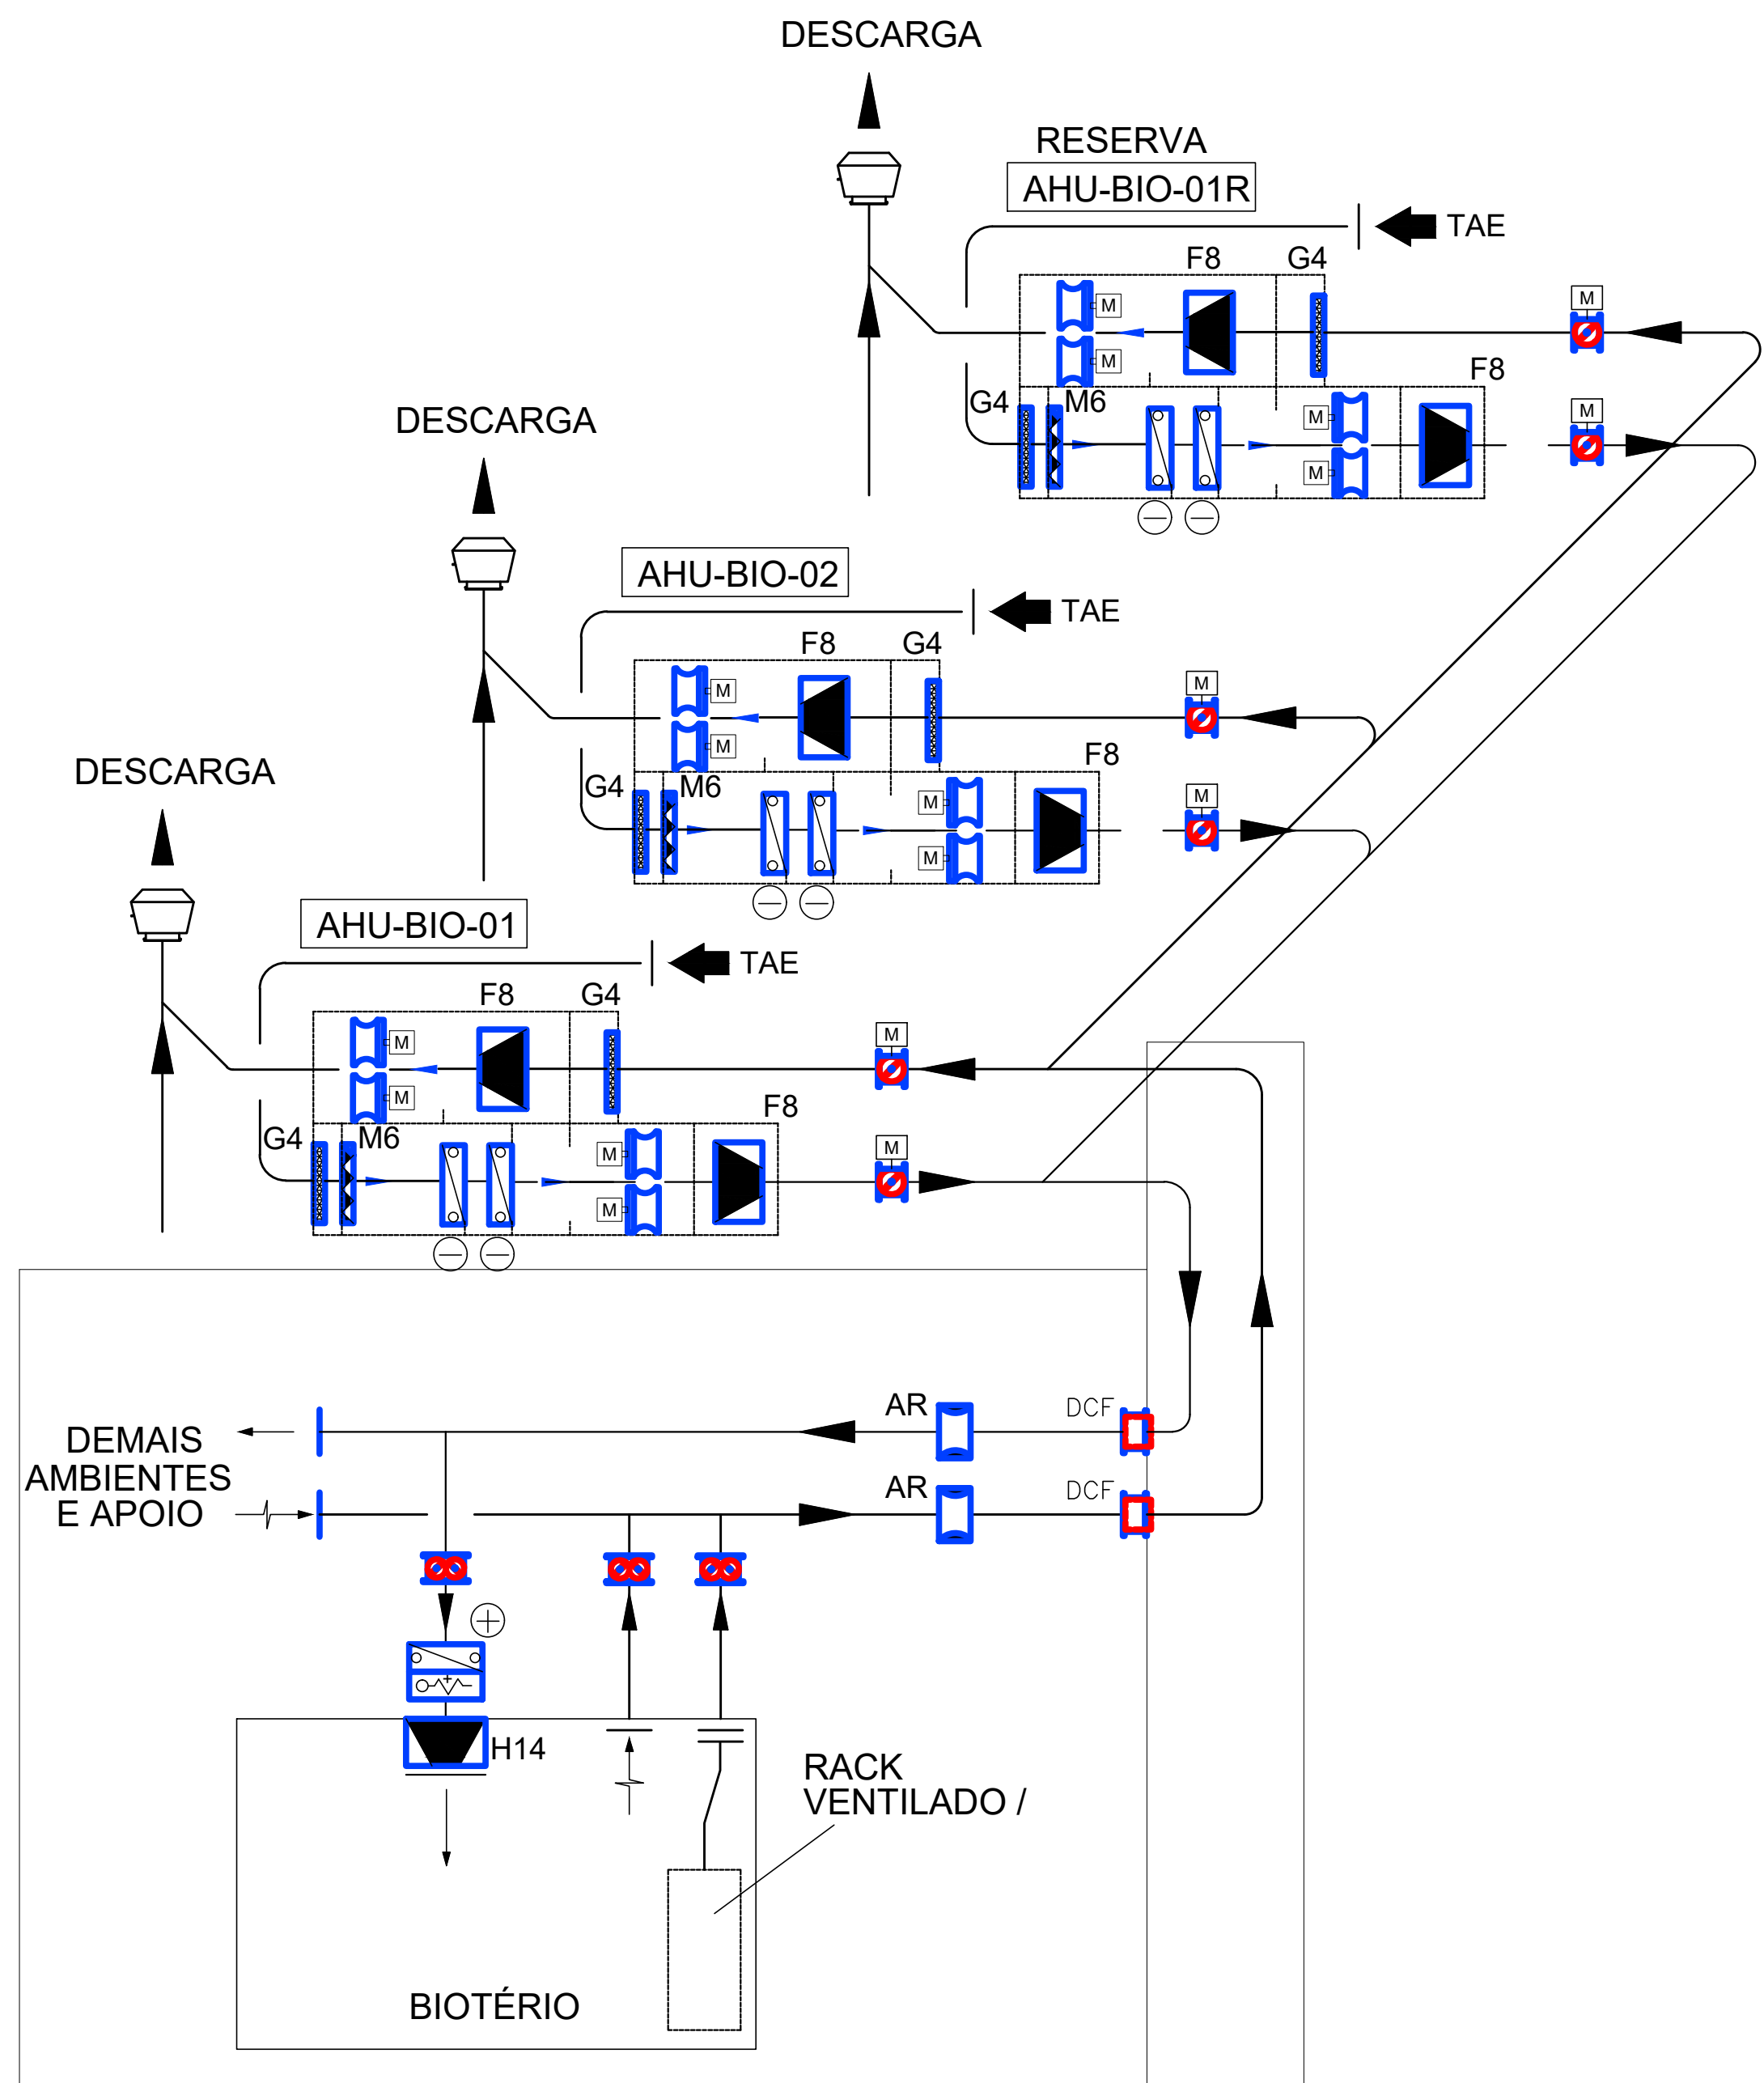 DESCARGA
RESERVA
AHU-BIO-01R
TAE
F8
G4
M
M
M
F8
G4
M6
M
M
M
DESCARGA
AHU-BIO-02
TAE
F8
G4
M
M
M
F8
G4
M6
M
M
M
DESCARGA
AHU-BIO-01
TAE
F8
G4
M
M
M
F8
G4
M6
M
M
M
AR
DCF
DEMAIS
AMBIENTES
E APOIO
AR
DCF
H14
RACK
VENTILADO /
BIOTÉRIO